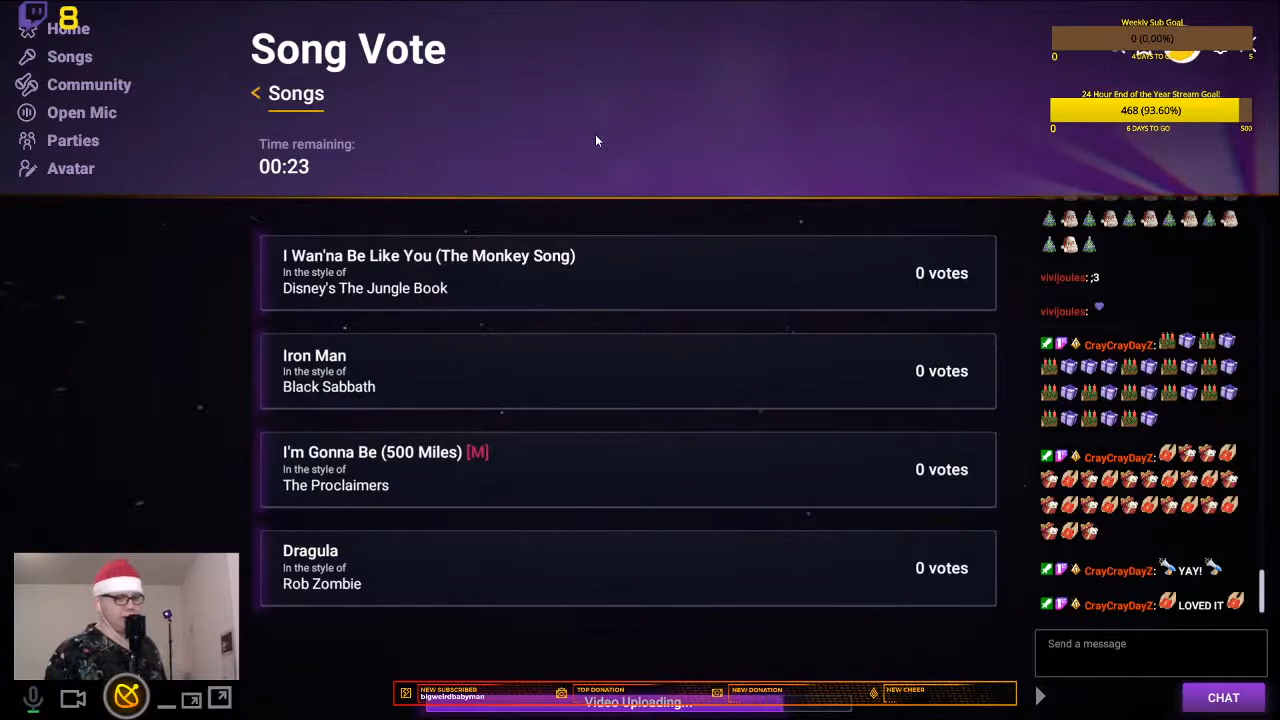 8
Home
Songs
Community
Open Mic
Parties
Avatar
Song Vote
< Songs
Time remaining:
00:23
Weekly Sub Goal
0 (0.00%)
0
5
24 Hour End of the Year Stream Goal!
468 (93.60%)
0 6 DAYS TO GO 500
I Wan'na Be Like You (The Monkey Song)
In the style of
Disney's The Jungle Book
0 votes
Iron Man
In the style of
Black Sabbath
0 votes
I'm Gonna Be (500 Miles) [M]
In the style of
The Proclaimers
0 votes
Dragula
In the style of
Rob Zombie
0 votes
vivijoules: ;3
vivijoules:
CrayCrayDayZ:
CrayCrayDayZ:
CrayCrayDayZ: YAY!
CrayCrayDayZ: LOVED IT
Send a message
CHAT
NEW SUBSCRIBER
bigweirdbabyman
TOP DONATION
NEW DONATION
NEW CHEER
Video Uploading...